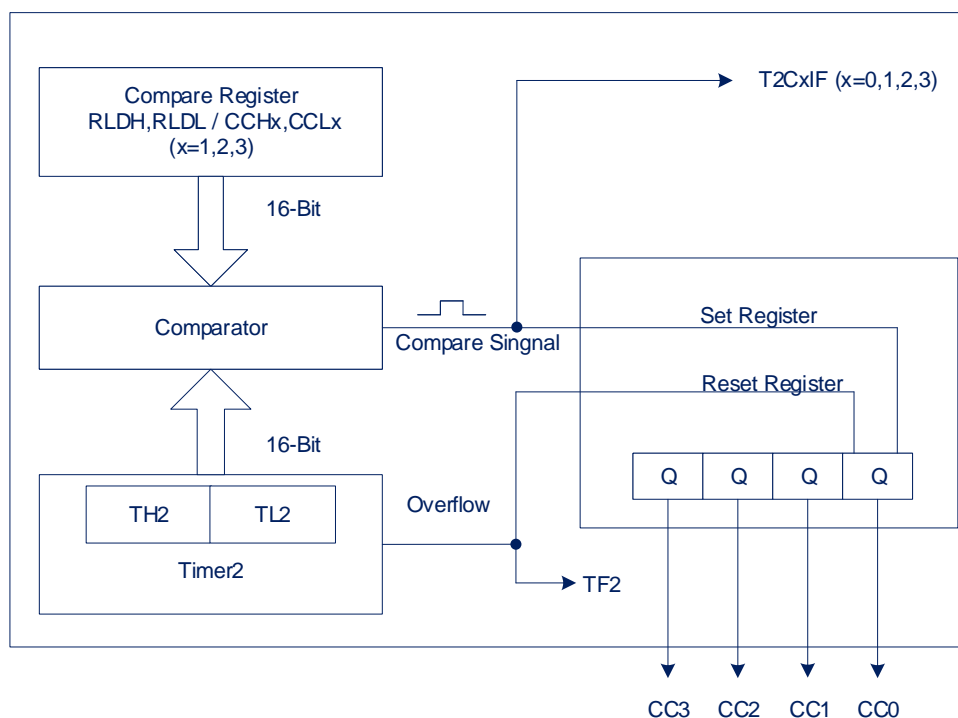 Compare Register
RLDH,RLDL / CCHx,CCLx
(x=1,2,3)
T2CxIF (x=0,1,2,3)
16-Bit
Comparator
Compare Singnal
Set Register
Reset Register
16-Bit
Q Q Q Q
TH2 TL2
Overflow
Timer2
TF2
CC3 CC2 CC1 CC0